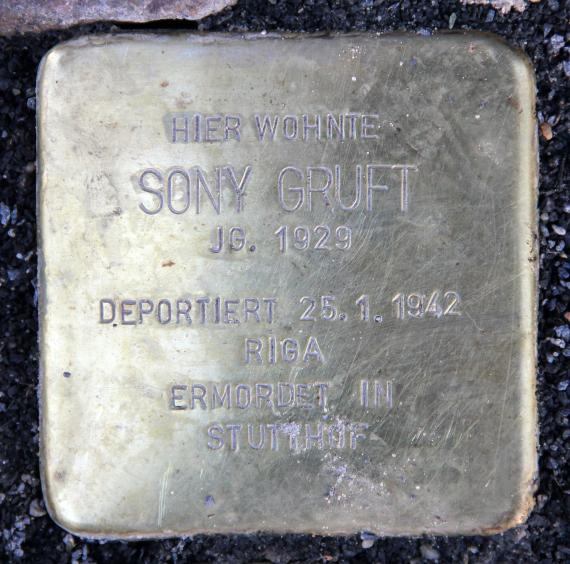 HIER WOHNTE
SONY GRUFT
JG. 1929
DEPORTIERT 25.1.1942
RIGA
ERMORDET IN
STUTTHOF